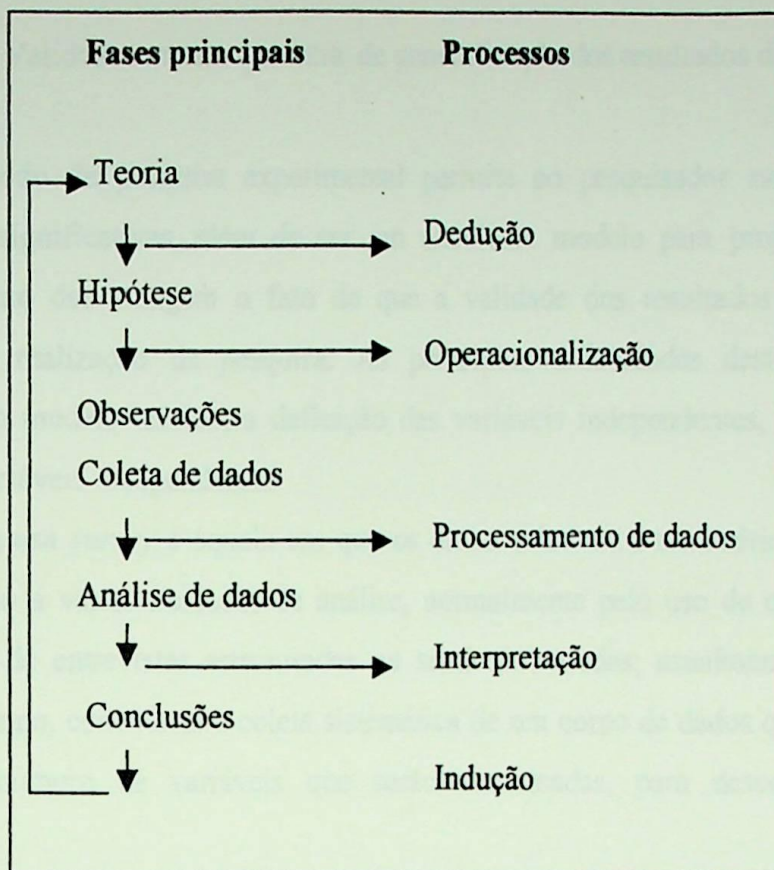 Fases principais Processos
Teoria
Dedução
Hipótese
Operacionalização
Observações
Coleta de dados
Processamento de dados
Análise de dados
Interpretação
Conclusões
Indução